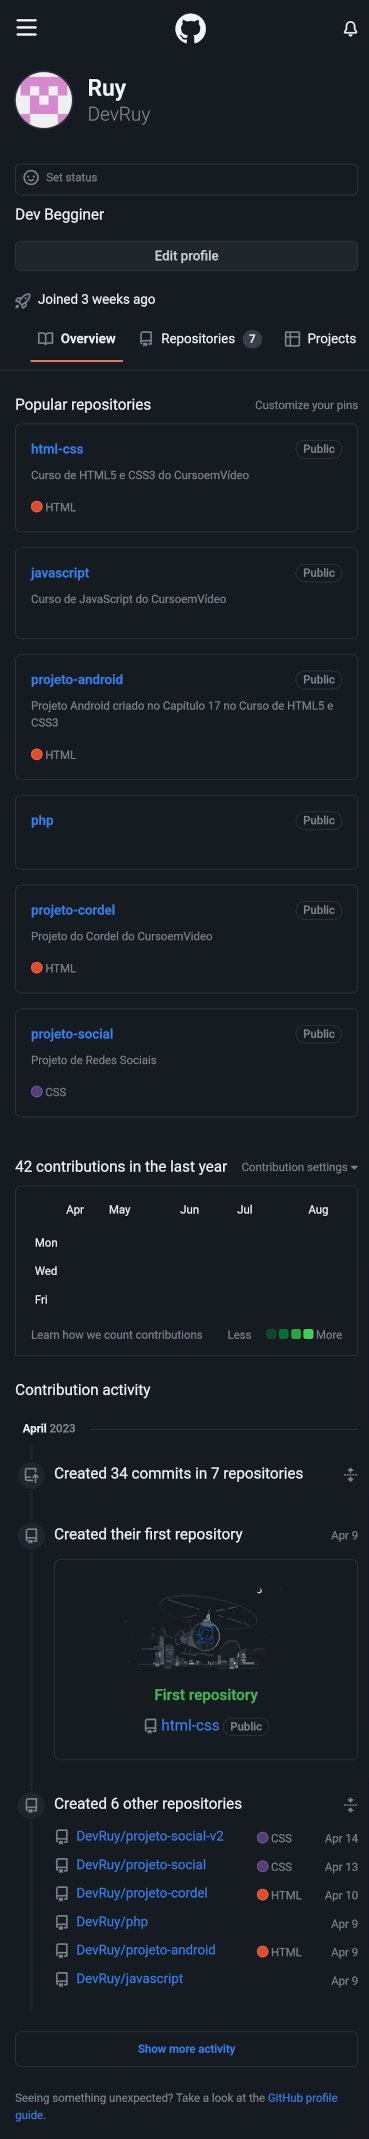 Ruy
DevRuy
Set status
Dev Begginer
Edit profile
Joined 3 weeks ago
Overview Repositories 7 Projects
Popular repositories Customize your pins
html-css Public
Curso de HTML5 e CSS3 do CursoemVídeo
HTML
javascript Public
Curso de JavaScript do CursoemVídeo
projeto-android Public
Projeto Android criado no Capítulo 17 no Curso de HTML5 e
CSS3
HTML
php Public
projeto-cordel Public
Projeto do Cordel do CursoemVideo
HTML
projeto-social Public
Projeto de Redes Sociais
CSS
42 contributions in the last year Contribution settings
Apr May Jun Jul Aug
Mon
Wed
Fri
Learn how we count contributions Less More
Contribution activity
April 2023
Created 34 commits in 7 repositories
Created their first repository Apr 9
First repository
html-css Public
Created 6 other repositories
DevRuy/projeto-social-v2 CSS Apr 14
DevRuy/projeto-social CSS Apr 13
DevRuy/projeto-cordel HTML Apr 10
DevRuy/php Apr 9
DevRuy/projeto-android HTML Apr 9
DevRuy/javascript Apr 9
Show more activity
Seeing something unexpected? Take a look at the GitHub profile
guide.